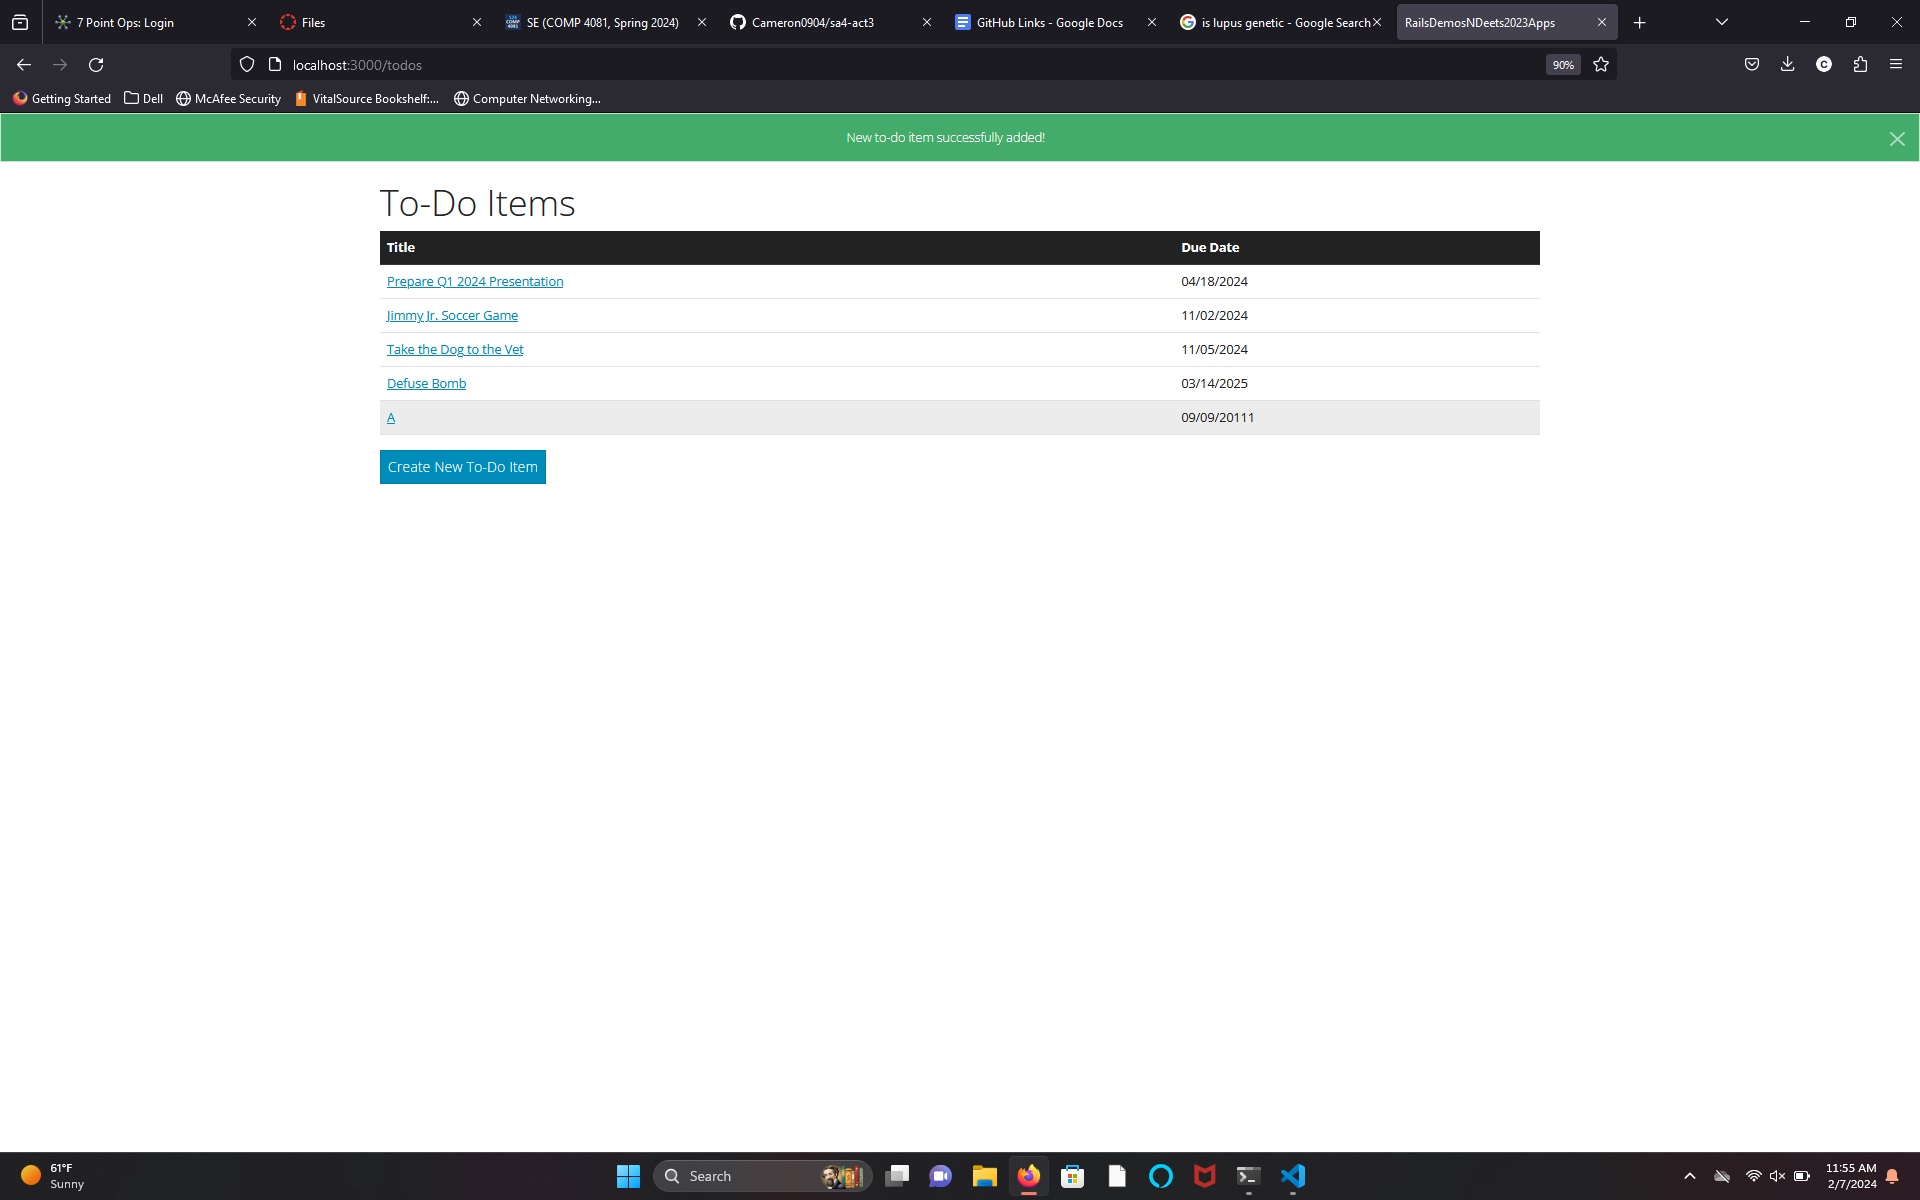 7 Point Ops: Login
Files
SE (COMP 4081, Spring 2024)
Cameron0904/sa4-act3
GitHub Links - Google Docs
is lupus genetic - Google Search
RailsDemosNDeets2023Apps
localhost:3000/todos
90%
C
Getting Started
Dell
McAfee Security
VitalSource Bookshelf:...
Computer Networking...
New to-do item successfully added!
To-Do Items
Title Due Date
Prepare Q1 2024 Presentation 04/18/2024
Jimmy Jr. Soccer Game 11/02/2024
Take the Dog to the Vet 11/05/2024
Defuse Bomb 03/14/2025
A 09/09/20111
Create New To-Do Item
61°F
Sunny
Search
11:55 AM
2/7/2024